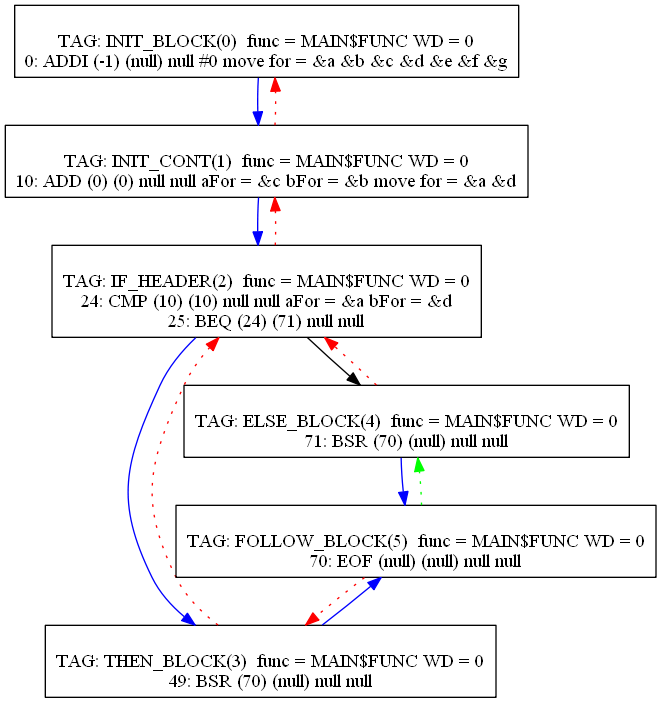 TAG: INIT_BLOCK(0) func = MAIN$FUNC WD = 0
0: ADDI (-1) (null) null #0 move for = &a &b &c &d &e &f &g
TAG: INIT_CONT(1) func = MAIN$FUNC WD = 0
10: ADD (0) (0) null null aFor = &c bFor = &b move for = &a &d
TAG: IF_HEADER(2) func = MAIN$FUNC WD = 0
24: CMP (10) (10) null null aFor = &a bFor = &d
25: BEQ (24) (71) null null
TAG: ELSE_BLOCK(4) func = MAIN$FUNC WD = 0
71: BSR (70) (null) null null
TAG: FOLLOW_BLOCK(5) func = MAIN$FUNC WD = 0
70: EOF (null) (null) null null
TAG: THEN_BLOCK(3) func = MAIN$FUNC WD = 0
49: BSR (70) (null) null null